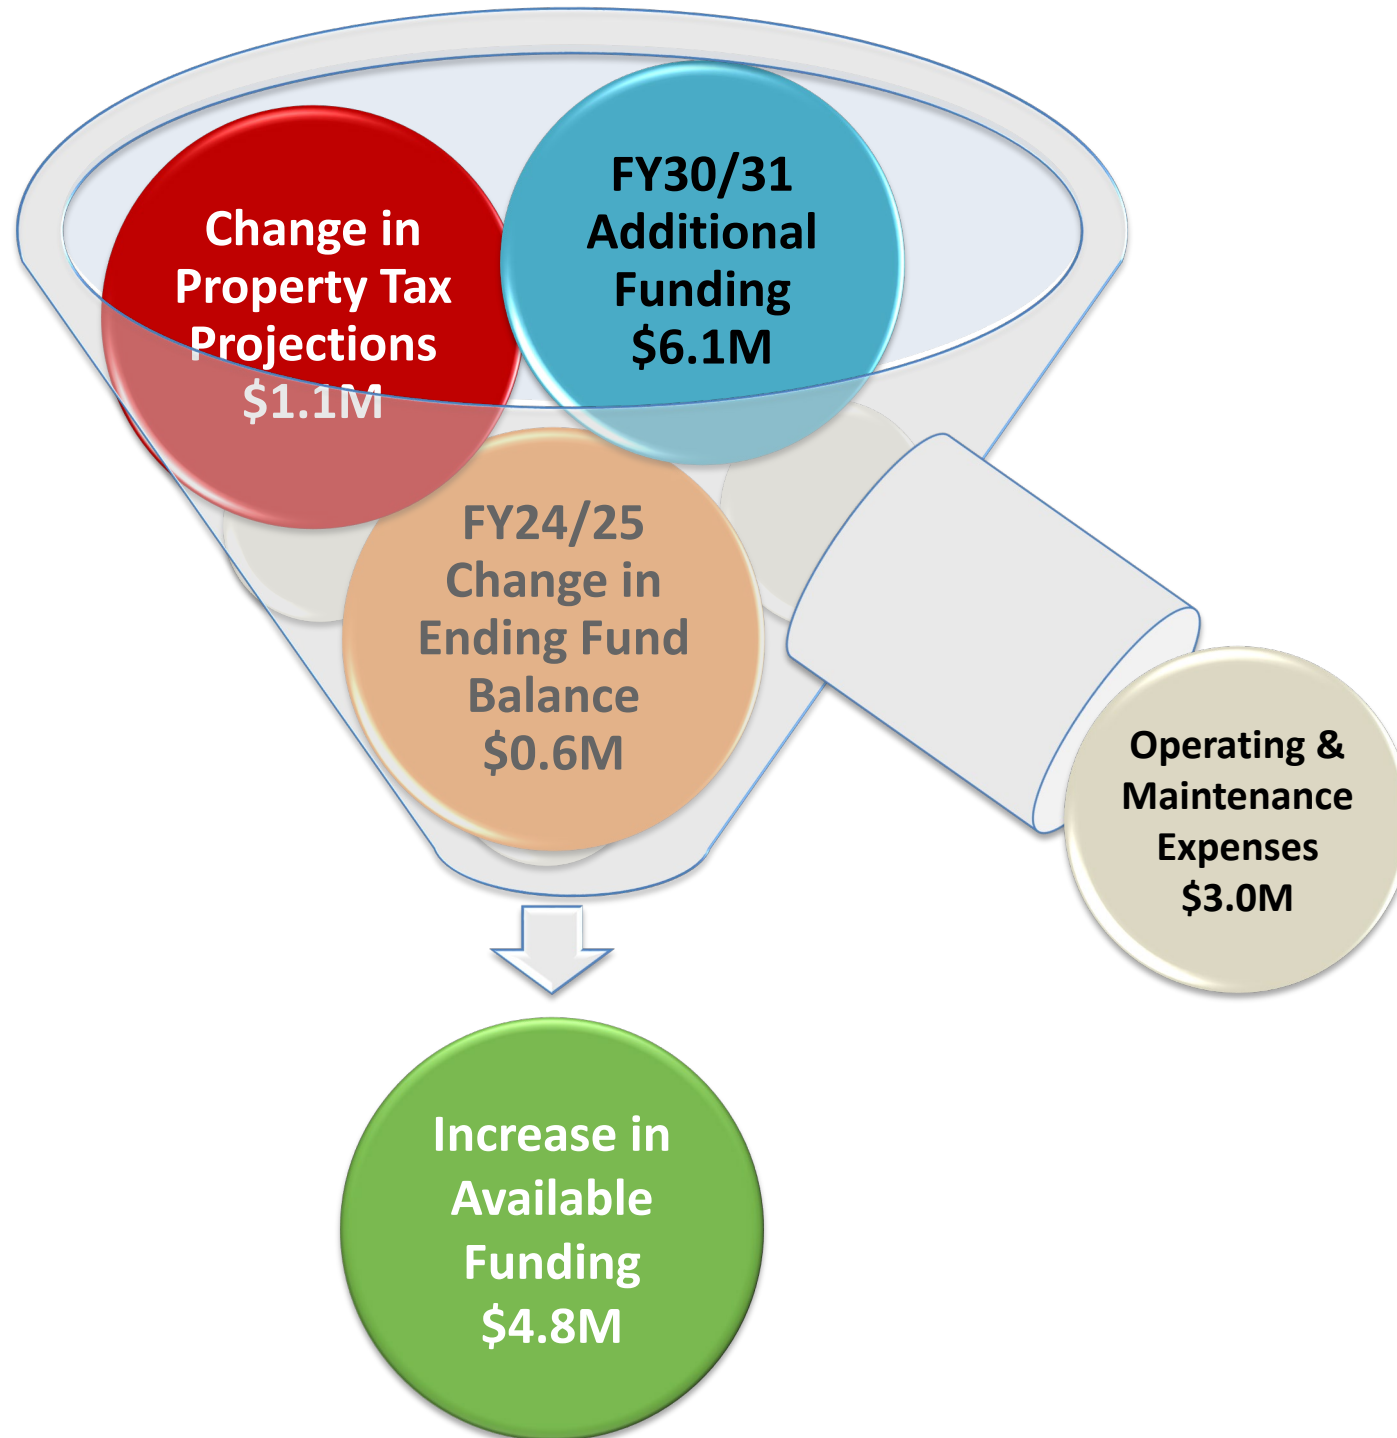 Change in
Property Tax
Projections
$1.1M
FY30/31
Additional
Funding
$6.1M
FY24/25
Change in
Ending Fund
Balance
$0.6M
Operating &
Maintenance
Expenses
$3.0M
Increase in
Available
Funding
$4.8M